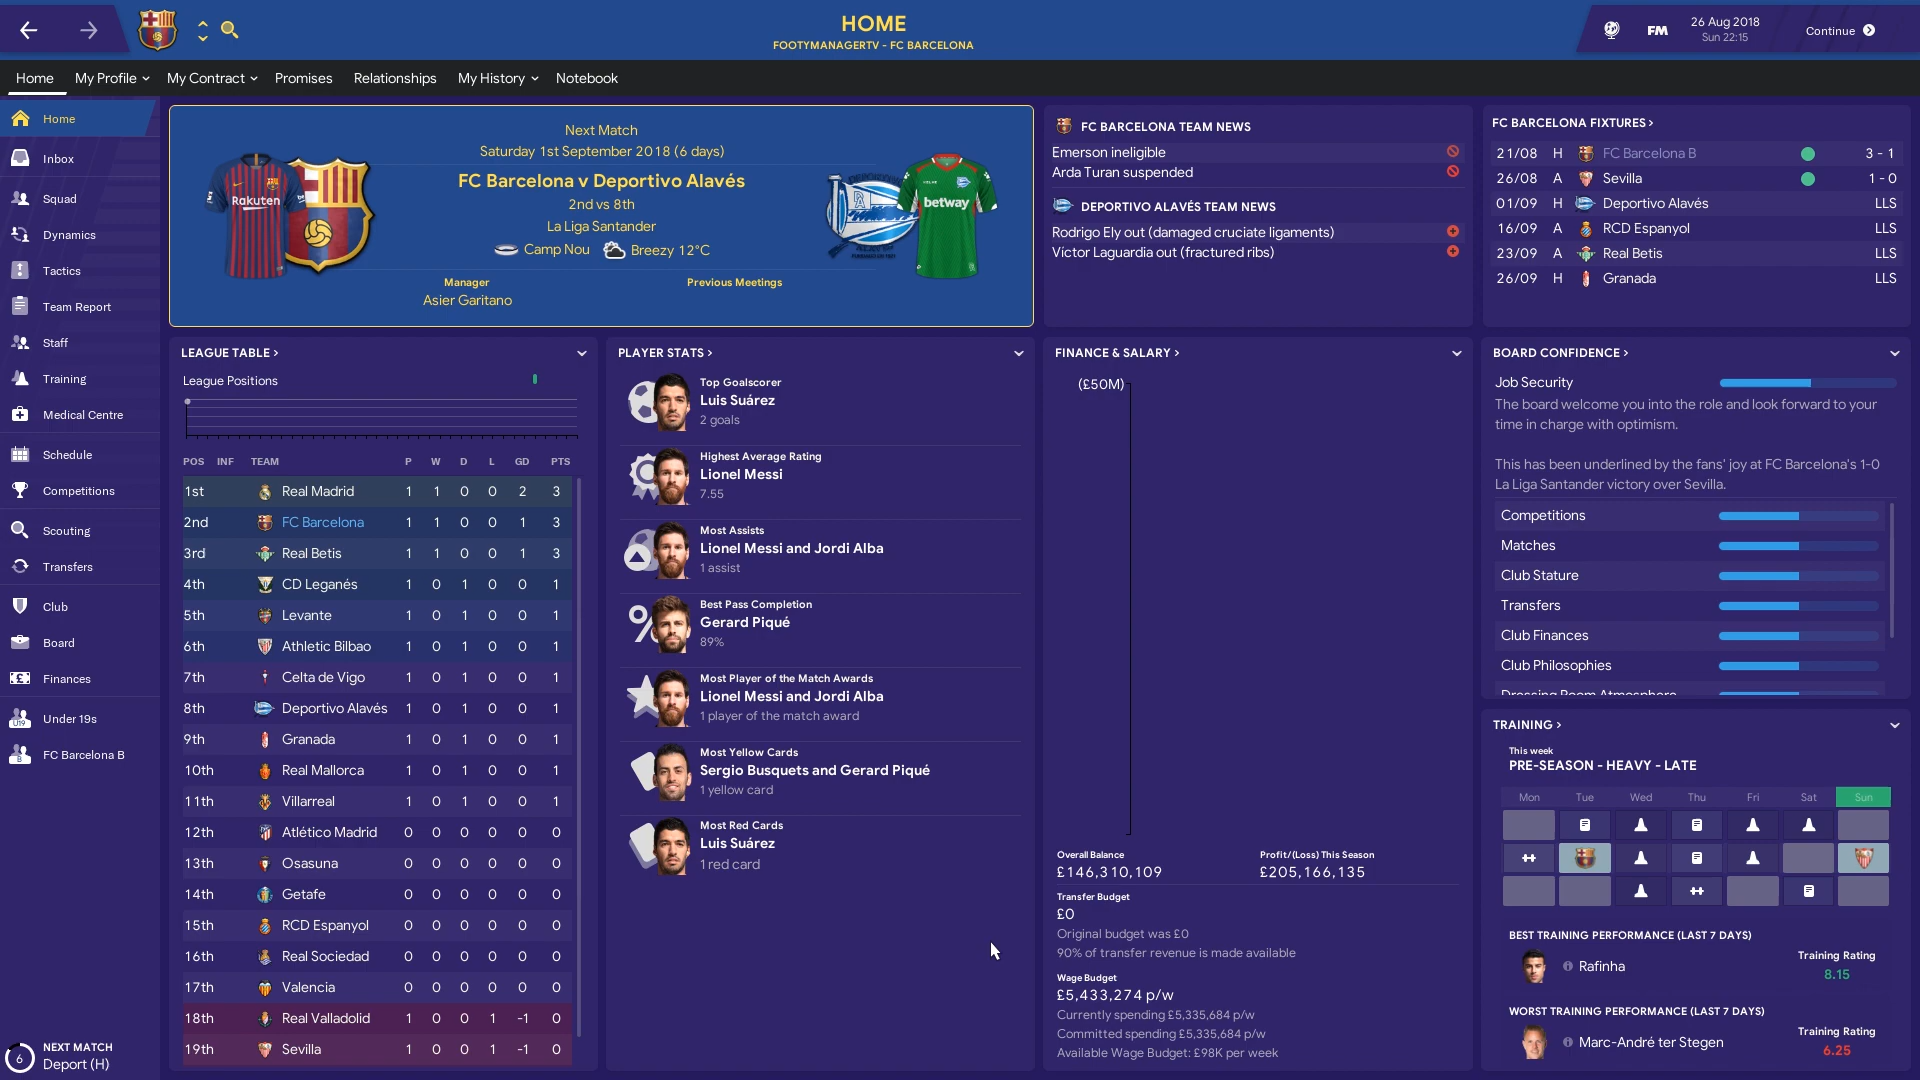 HOME
FOOTYMANAGERTV - FC BARCELONA
FM
26 Aug 2018
Sun 22:15
Continue
Home
My Profile
My Contract
Promises
Relationships
My History
Notebook
Home
Inbox
Squad
Dynamics
Tactics
Team Report
Staff
Training
Medical Centre
Schedule
Competitions
Scouting
Transfers
Club
Board
Finances
U19
Under 19s
B
FC Barcelona B
6
NEXT MATCH
Deport (H)
Next Match
Saturday 1st September 2018 (6 days)
FC Barcelona v Deportivo Alavés
2nd vs 8th
La Liga Santander
Camp Nou
Breezy 12°C
Manager
Asier Garitano
Previous Meetings
Rakuten
betway
FC BARCELONA TEAM NEWS
Emerson ineligible
Arda Turan suspended
DEPORTIVO ALAVÉS TEAM NEWS
Rodrigo Ely out (damaged cruciate ligaments)
Víctor Laguardia out (fractured ribs)
FC BARCELONA FIXTURES >
21/08 H FC Barcelona B 3 - 1
26/08 A Sevilla 1 - 0
01/09 H Deportivo Alavés LLS
16/09 A RCD Espanyol LLS
23/09 A Real Betis LLS
26/09 H Granada LLS
LEAGUE TABLE >
League Positions
POS INF TEAM P W D L GD PTS
1st Real Madrid 1 1 0 0 2 3
2nd FC Barcelona 1 1 0 0 1 3
3rd Real Betis 1 1 0 0 1 3
4th CD Leganés 1 0 1 0 0 1
5th Levante 1 0 1 0 0 1
6th Athletic Bilbao 1 0 1 0 0 1
7th Celta de Vigo 1 0 1 0 0 1
8th Deportivo Alavés 1 0 1 0 0 1
9th Granada 1 0 1 0 0 1
10th Real Mallorca 1 0 1 0 0 1
11th Villarreal 1 0 1 0 0 1
12th Atlético Madrid 0 0 0 0 0 0
13th Osasuna 0 0 0 0 0 0
14th Getafe 0 0 0 0 0 0
15th RCD Espanyol 0 0 0 0 0 0
16th Real Sociedad 0 0 0 0 0 0
17th Valencia 0 0 0 0 0 0
18th Real Valladolid 1 0 0 1 -1 0
19th Sevilla 1 0 0 1 -1 0
PLAYER STATS >
Top Goalscorer
Luis Suárez
2 goals
Highest Average Rating
Lionel Messi
7.55
Most Assists
Lionel Messi and Jordi Alba
1 assist
Best Pass Completion
Gerard Piqué
89%
Most Player of the Match Awards
Lionel Messi and Jordi Alba
1 player of the match award
Most Yellow Cards
Sergio Busquets and Gerard Piqué
1 yellow card
Most Red Cards
Luis Suárez
1 red card
FINANCE & SALARY >
(£50M)
Overall Balance
£146,310,109
Profit/(Loss) This Season
£205,166,135
Transfer Budget
£0
Original budget was £0
90% of transfer revenue is made available
Wage Budget
£5,433,274 p/w
Currently spending £5,335,684 p/w
Committed spending £5,335,684 p/w
Available Wage Budget: £98K per week
BOARD CONFIDENCE >
Job Security
The board welcome you into the role and look forward to your
time in charge with optimism.
This has been underlined by the fans' joy at FC Barcelona's 1-0
La Liga Santander victory over Sevilla.
Competitions
Matches
Club Stature
Transfers
Club Finances
Club Philosophies
Dressing Room Atmosphere
TRAINING >
This week
PRE-SEASON - HEAVY - LATE
Mon Tue Wed Thu Fri Sat Sun
BEST TRAINING PERFORMANCE (LAST 7 DAYS)
Rafinha
Training Rating
8.15
WORST TRAINING PERFORMANCE (LAST 7 DAYS)
Marc-André ter Stegen
Training Rating
6.25